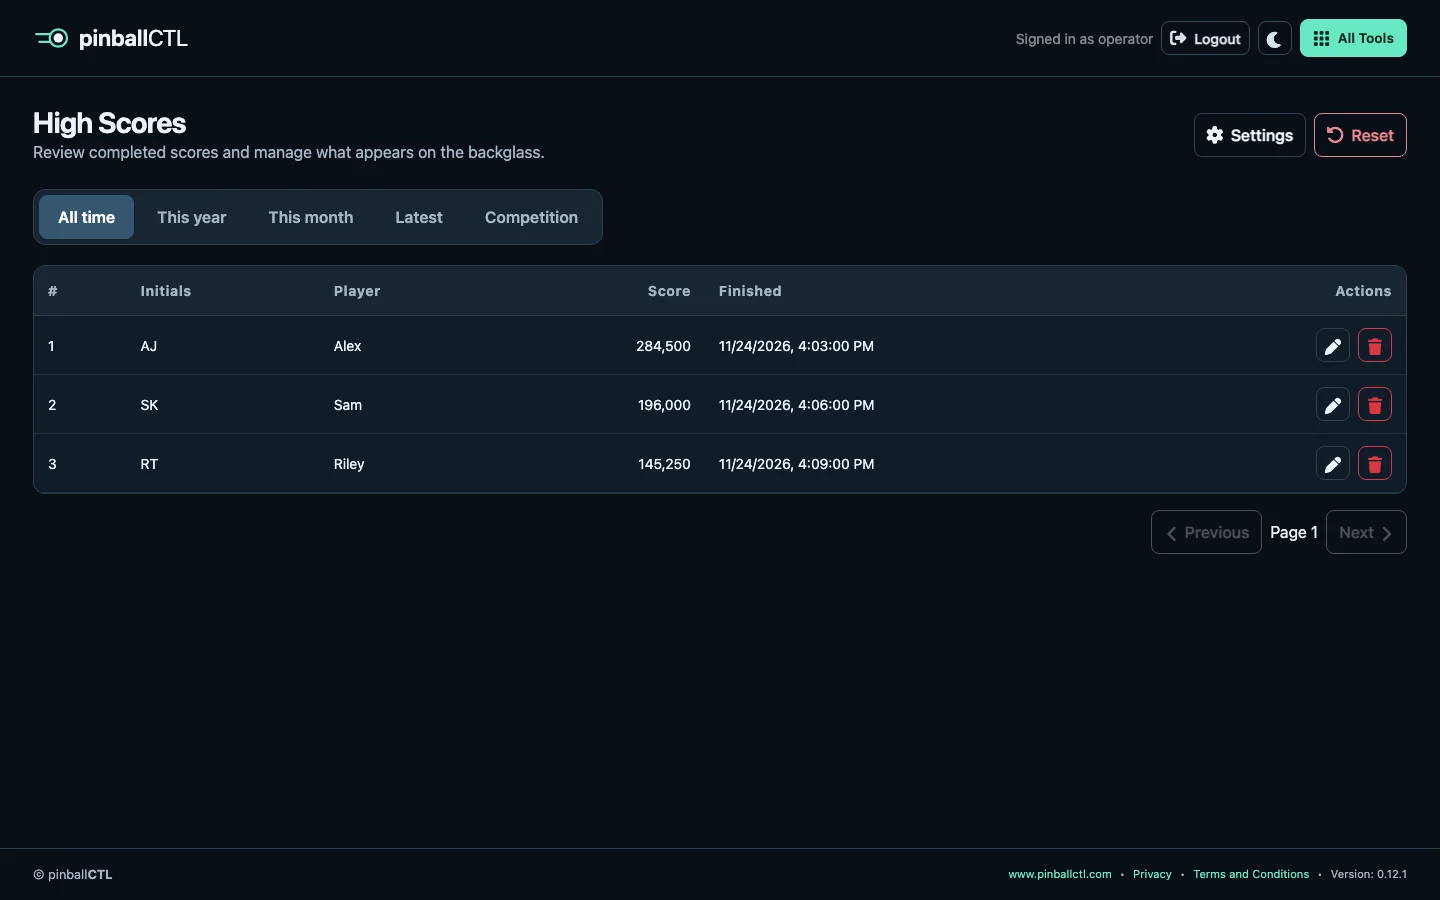 pinballCTL
Signed in as operator
Logout
All Tools
High Scores
Review completed scores and manage what appears on the backglass.
Settings
Reset
All time
This year
This month
Latest
Competition
# Initials Player Score Finished Actions
1 AJ Alex 284,500 11/24/2026, 4:03:00 PM
2 SK Sam 196,000 11/24/2026, 4:06:00 PM
3 RT Riley 145,250 11/24/2026, 4:09:00 PM
Previous Page 1 Next
© pinballCTL
www.pinballctl.com • Privacy • Terms and Conditions • Version: 0.12.1